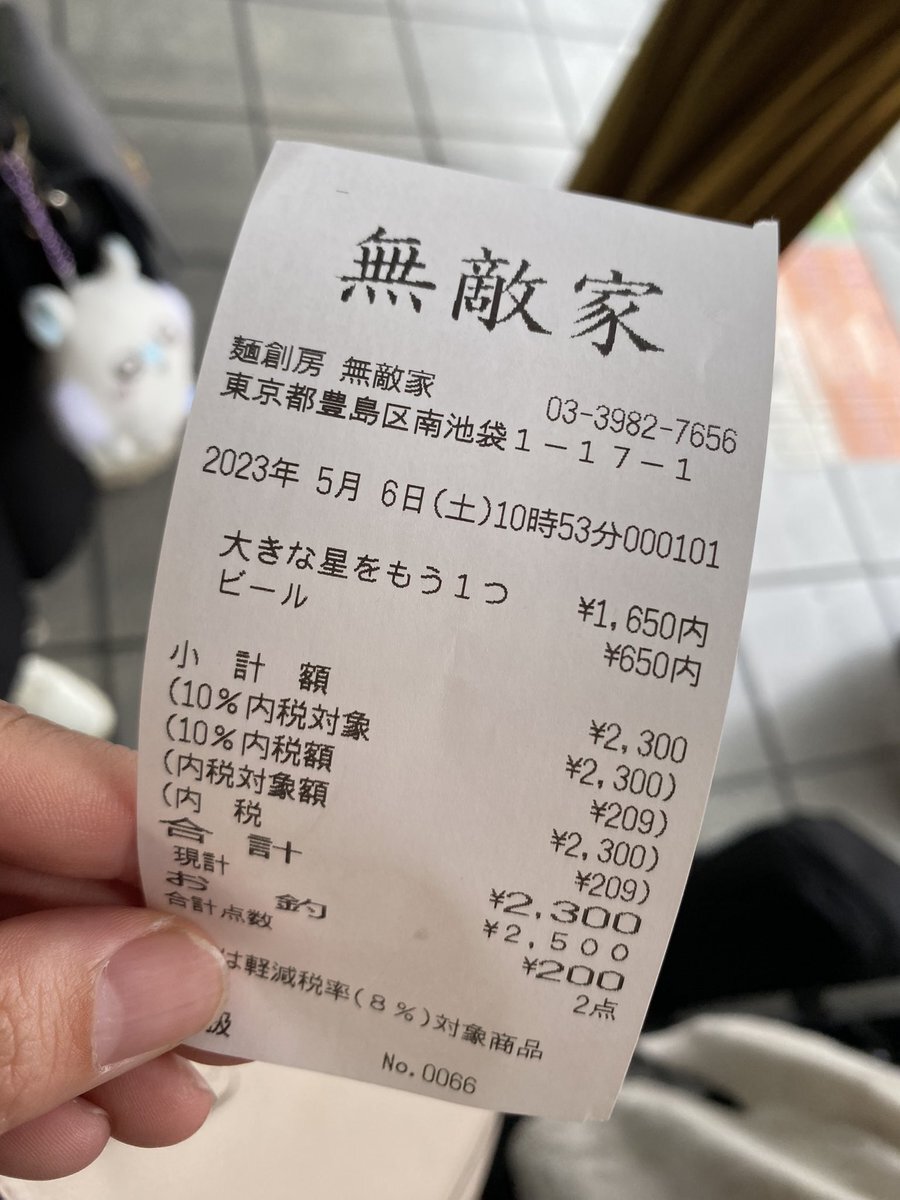 無敵家
麺創房 無敵家
03-3982-7656
東京都豊島区南池袋1-17-1
2023年 5月 6日(土)10時53分000101
大きな星をもう1つ ¥1,650内
ビール ¥650内
小計額 ¥2,300
(10%内税対象 ¥2,300)
(10%内税額 ¥209)
(内税対象額 ¥2,300)
(内 税 ¥209)
合 計 ¥2,300
現計 ¥2,500
お 釣 ¥200
合計点数 2点
は軽減税率(8%)対象商品
No.0066